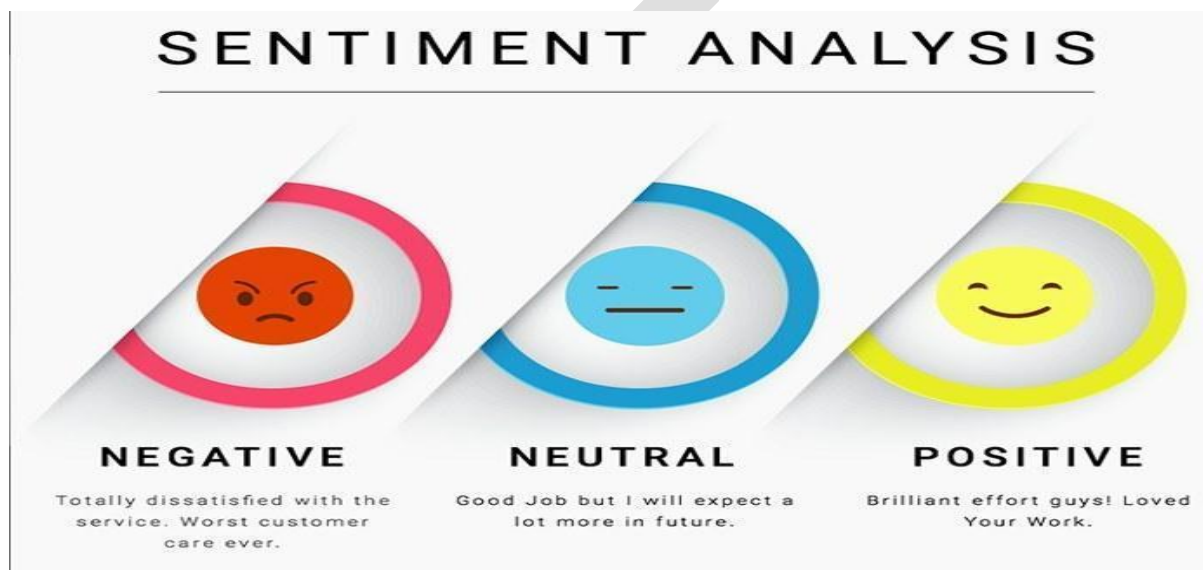 SENTIMENT ANALYSIS
NEGATIVE
Totally dissatisfied with the
service. Worst customer
care ever.
NEUTRAL
Good Job but I will expect a
lot more in future.
POSITIVE
Brilliant effort guys! Loved
Your Work.